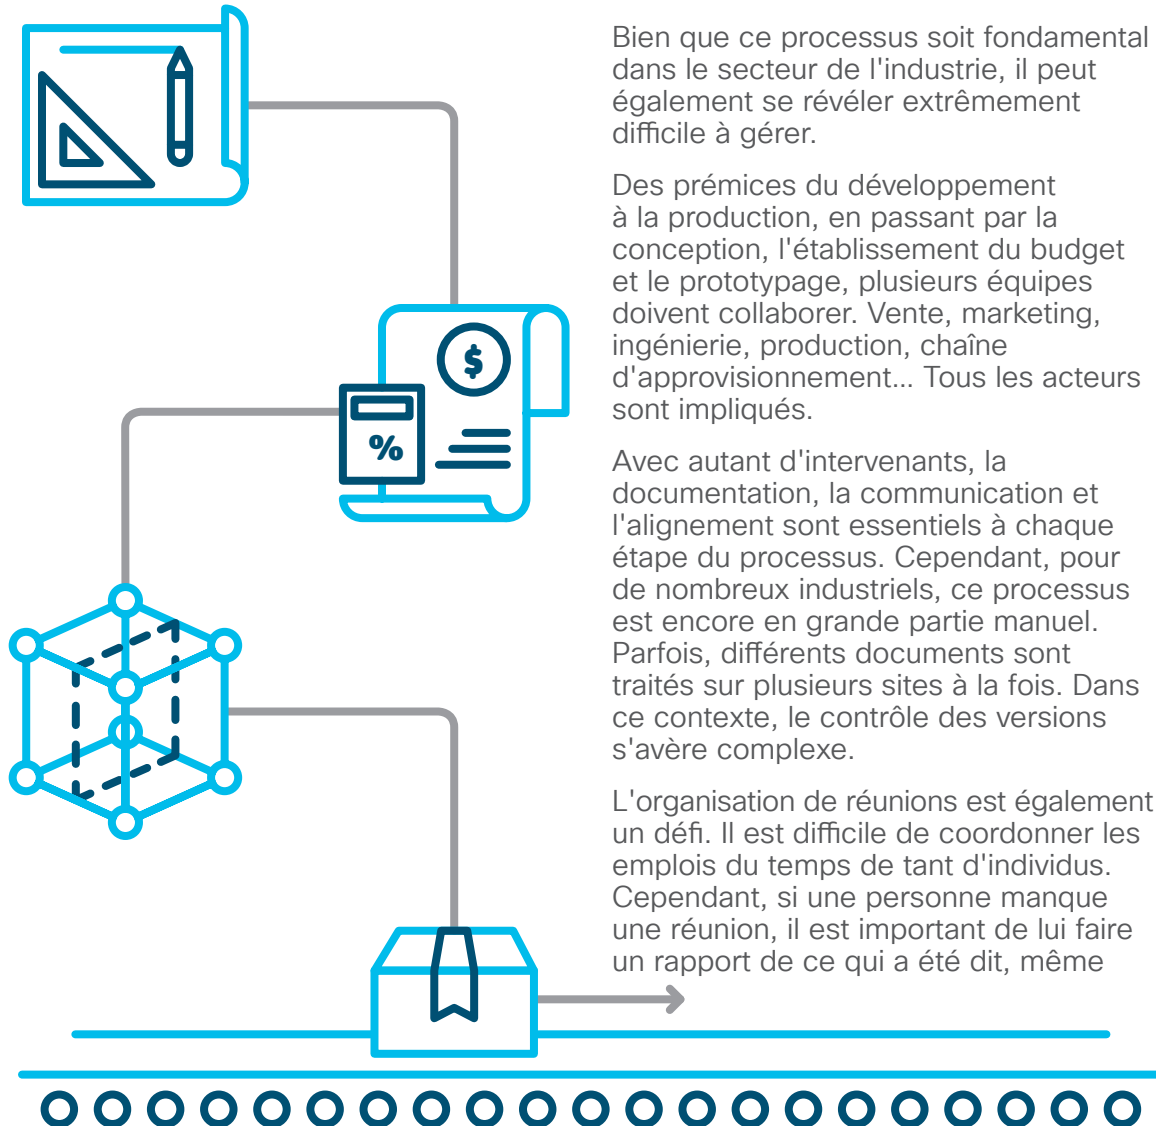 Bien que ce processus soit fondamental
dans le secteur de l'industrie, il peut
également se révéler extrêmement
difficile à gérer.
Des prémices du développement
à la production, en passant par la
conception, l'établissement du budget
et le prototypage, plusieurs équipes
doivent collaborer. Vente, marketing,
ingénierie, production, chaîne
d'approvisionnement... Tous les acteurs
sont impliqués.
Avec autant d'intervenants, la
documentation, la communication et
l'alignement sont essentiels à chaque
étape du processus. Cependant, pour
de nombreux industriels, ce processus
est encore en grande partie manuel.
Parfois, différents documents sont
traités sur plusieurs sites à la fois. Dans
ce contexte, le contrôle des versions
s'avère complexe.
L'organisation de réunions est également
un défi. Il est difficile de coordonner les
emplois du temps de tant d'individus.
Cependant, si une personne manque
une réunion, il est important de lui faire
un rapport de ce qui a été dit, même
$
%